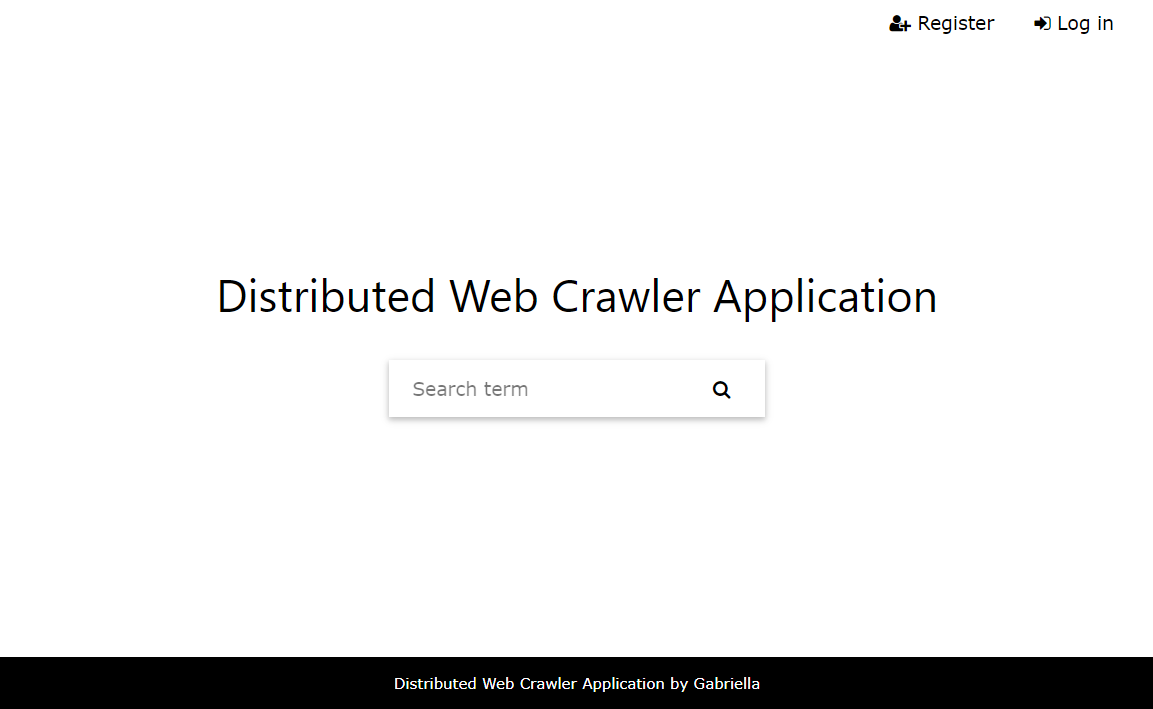 Register Log in
Distributed Web Crawler Application
Search term
Distributed Web Crawler Application by Gabriella